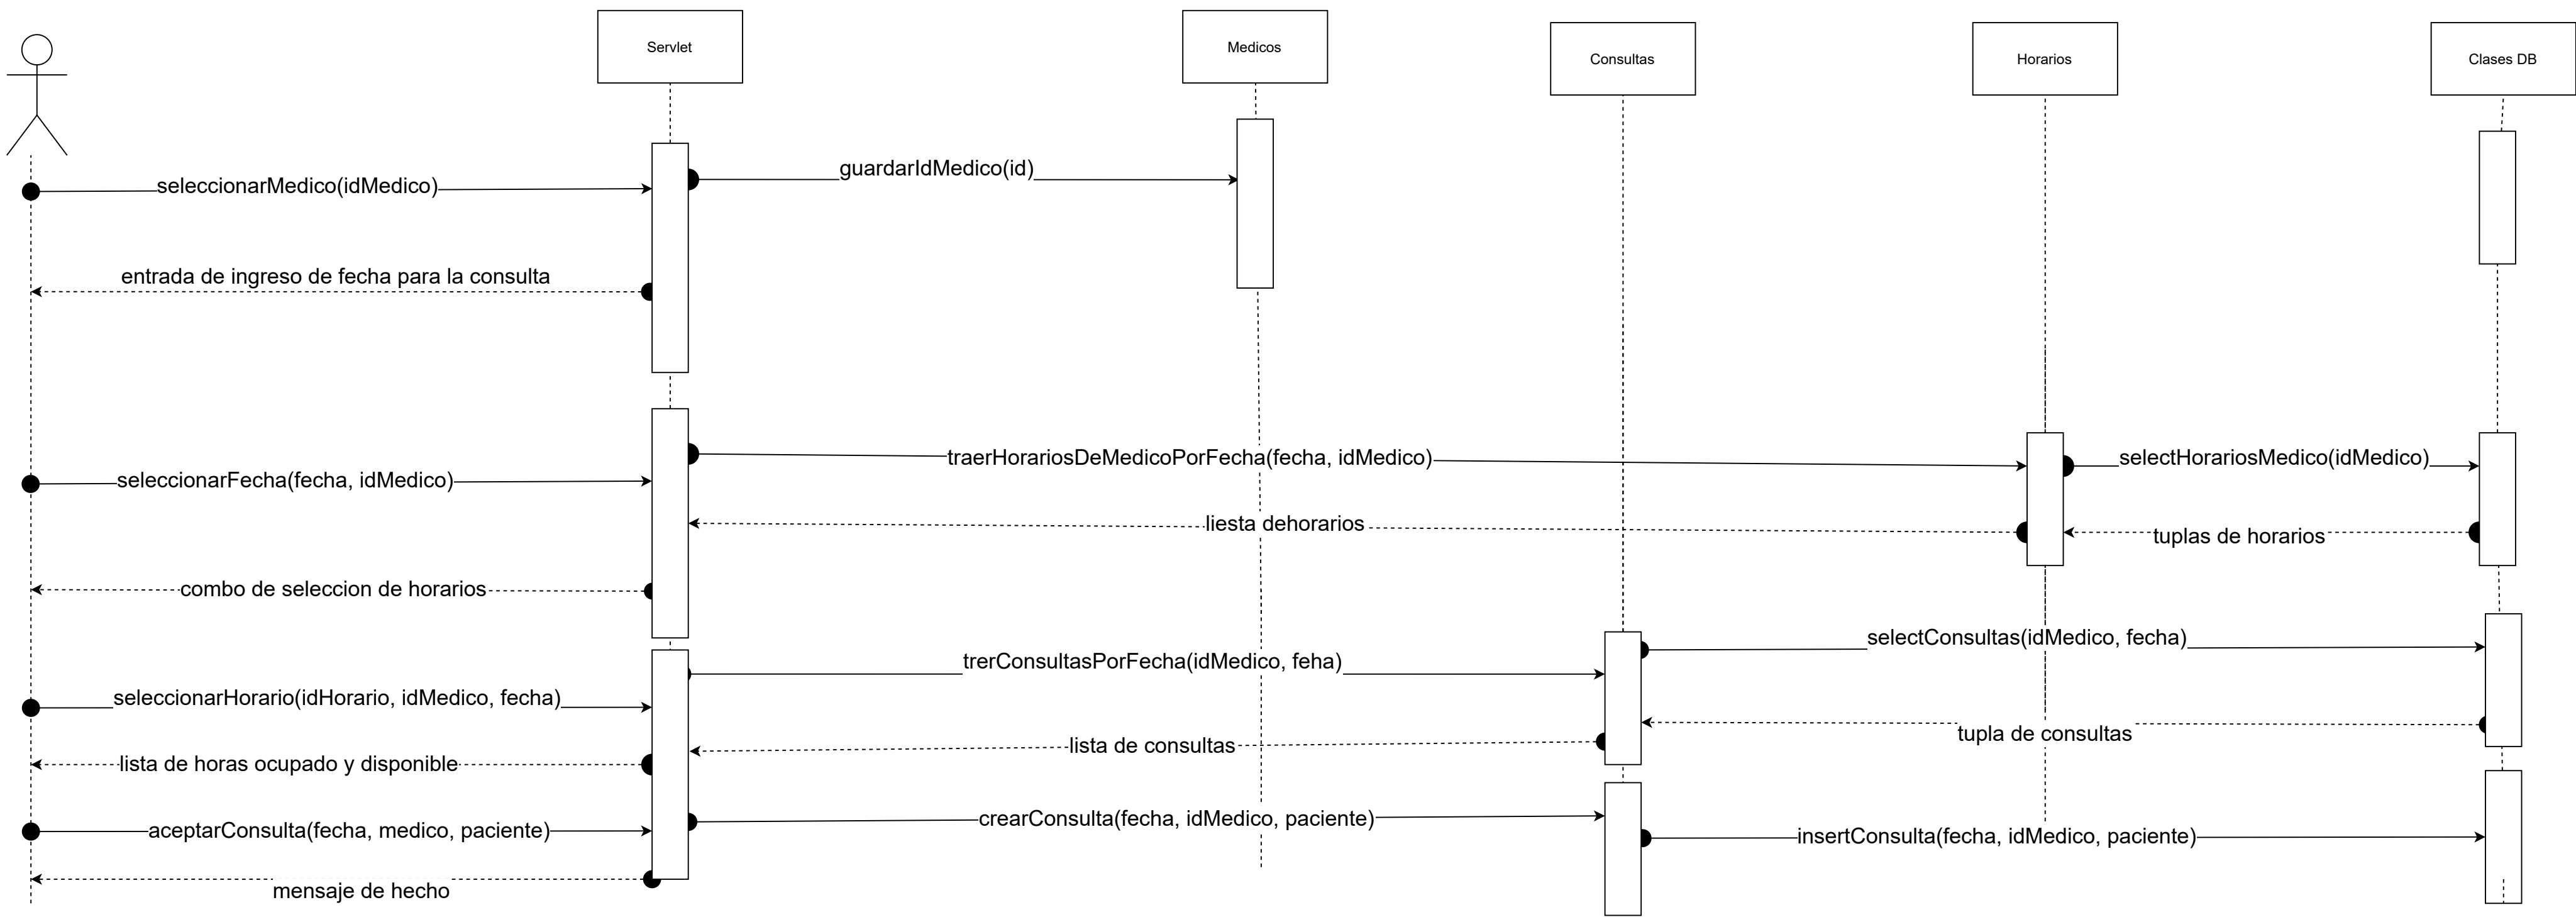 Servlet
Medicos
Consultas
Horarios
Clases DB
seleccionarMedico(idMedico)
guardarIdMedico(id)
entrada de ingreso de fecha para la consulta
seleccionarFecha(fecha, idMedico)
traerHorariosDeMedicoPorFecha(fecha, idMedico)
selectHorariosMedico(idMedico)
liesta dehorarios
tuplas de horarios
combo de seleccion de horarios
trerConsultasPorFecha(idMedico, feha)
selectConsultas(idMedico, fecha)
seleccionarHorario(idHorario, idMedico, fecha)
lista de consultas
tupla de consultas
lista de horas ocupado y disponible
aceptarConsulta(fecha, medico, paciente)
crearConsulta(fecha, idMedico, paciente)
insertConsulta(fecha, idMedico, paciente)
mensaje de hecho